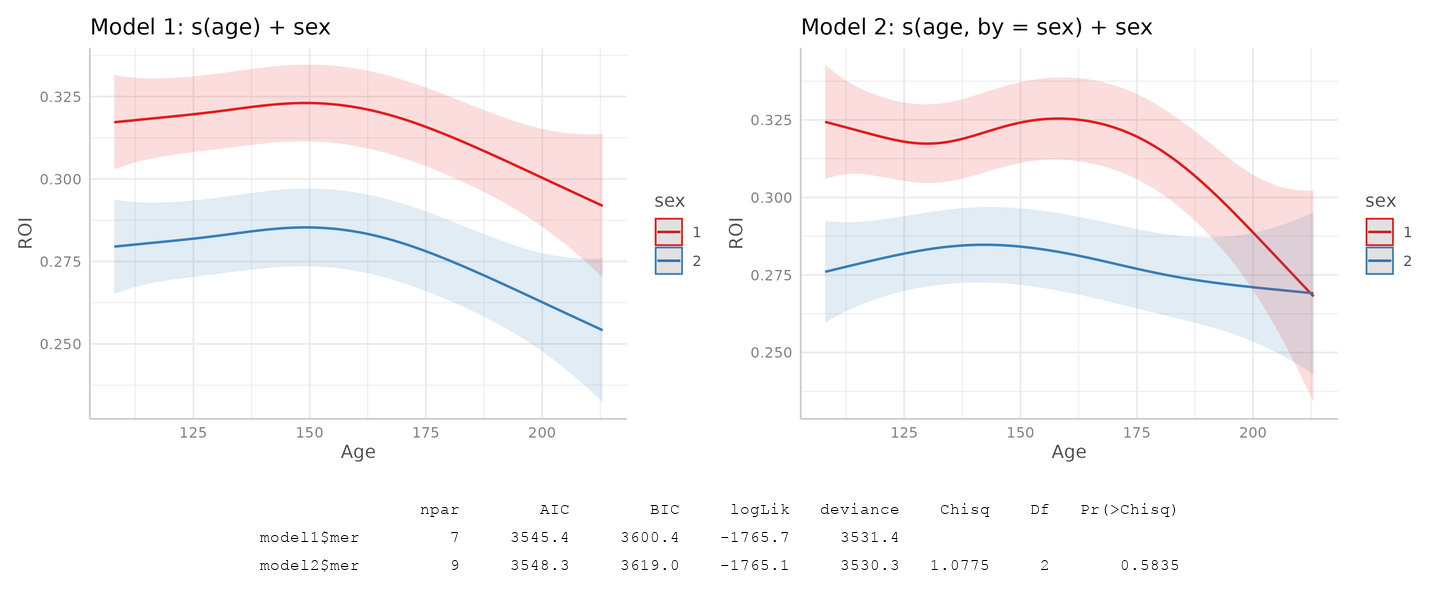 Model 1: s(age) + sex
0.325
0.300
0.275
0.250
ROI
125 150 175 200
Age
sex
1
2
Model 2: s(age, by = sex) + sex
0.325
0.300
0.275
0.250
ROI
125 150 175 200
Age
sex
1
2
npar AIC BIC logLik deviance Chisq Df Pr(>Chisq)
model1$mer 7 3545.4 3600.4 -1765.7 3531.4
model2$mer 9 3548.3 3619.0 -1765.1 3530.3 1.0775 2 0.5835